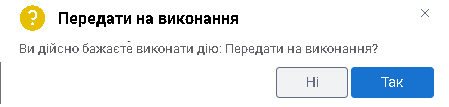 Передати на виконання
Ви дійсно бажаєте виконати дію: Передати на виконання?
Ні
Так